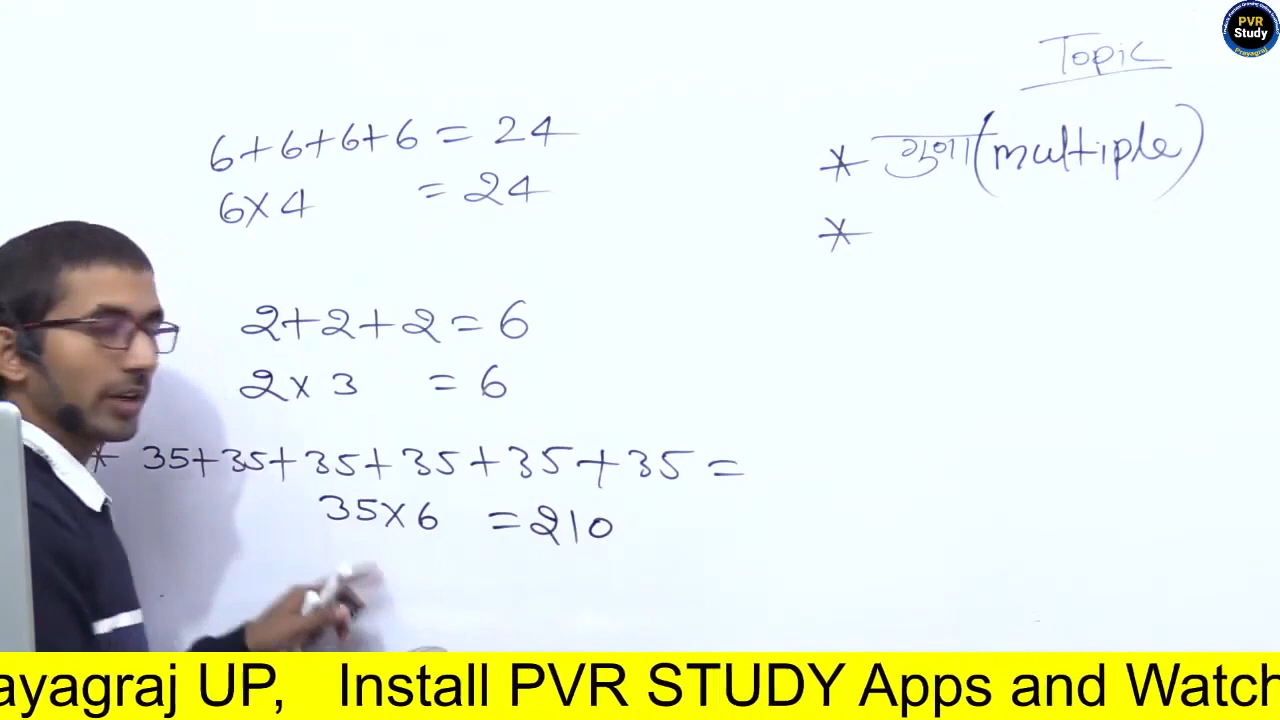 PVR
Study
Prayagraj
Topic
* गुणा (multiple)
*
6+6+6+6 = 24
6×4 = 24
2+2+2=6
2×3 = 6
* 35+35+35+35+35+35=
35×6 =210
ayagraj UP, Install PVR STUDY Apps and Watch